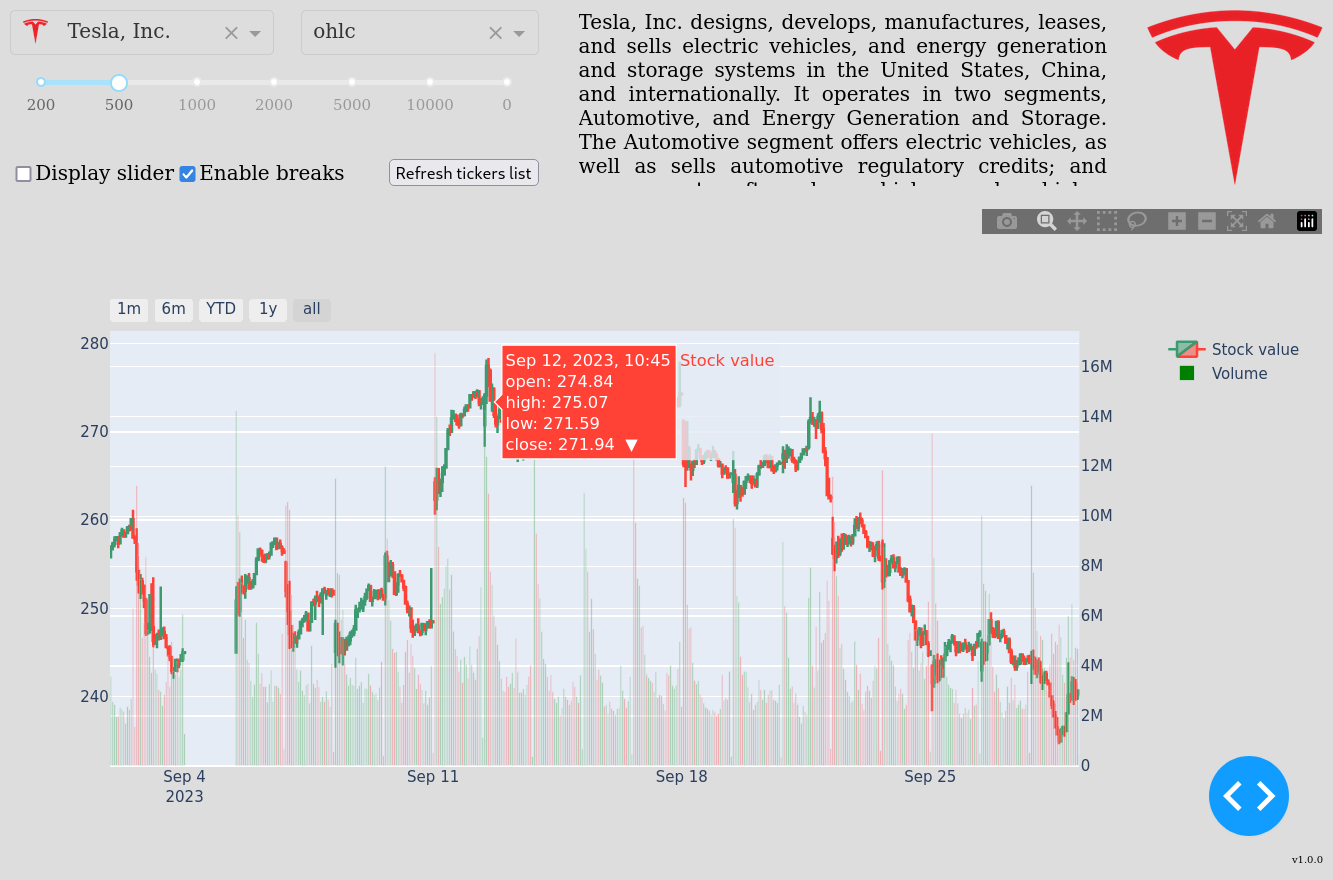 Tesla, Inc.
ohlc
200 500 1000 2000 5000 10000 0
Display slider Enable breaks
Refresh tickers list
Tesla, Inc. designs, develops, manufactures, leases,
and sells electric vehicles, and energy generation
and storage systems in the United States, China,
and internationally. It operates in two segments,
Automotive, and Energy Generation and Storage.
The Automotive segment offers electric vehicles, as
well as sells automotive regulatory credits; and
1m 6m YTD 1y all
280
270
260
250
240
Sep 12, 2023, 10:45
open: 274.84
high: 275.07
low: 271.59
close: 271.94 ▼
Stock value
16M
14M
12M
10M
8M
6M
4M
2M
0
Sep 4
2023
Sep 11
Sep 18
Sep 25
Stock value
Volume
v1.0.0